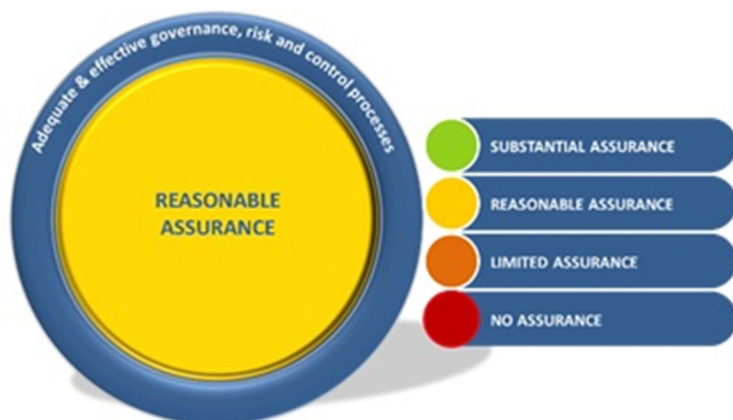 Adequate & effective governance, risk and control processes
REASONABLE
ASSURANCE
SUBSTANTIAL ASSURANCE
REASONABLE ASSURANCE
LIMITED ASSURANCE
NO ASSURANCE